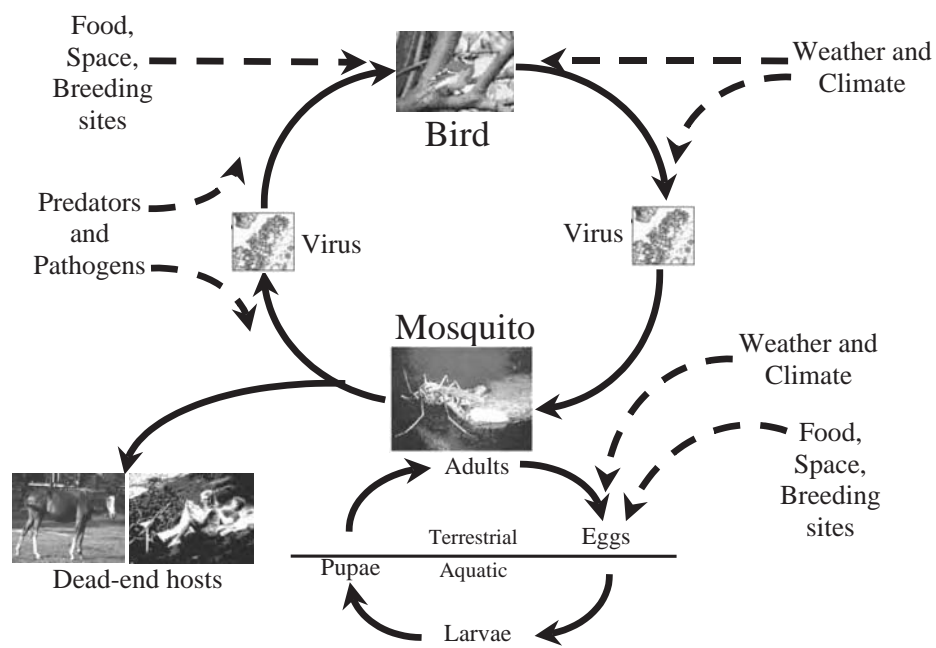 Food,
Space,
Breeding
sites
Weather and
Climate
Bird
Predators
and
Pathogens
Virus
Virus
Mosquito
Weather and
Climate
Food,
Space,
Breeding
sites
Adults
Terrestrial
Eggs
Dead-end hosts
Pupae
Aquatic
Larvae